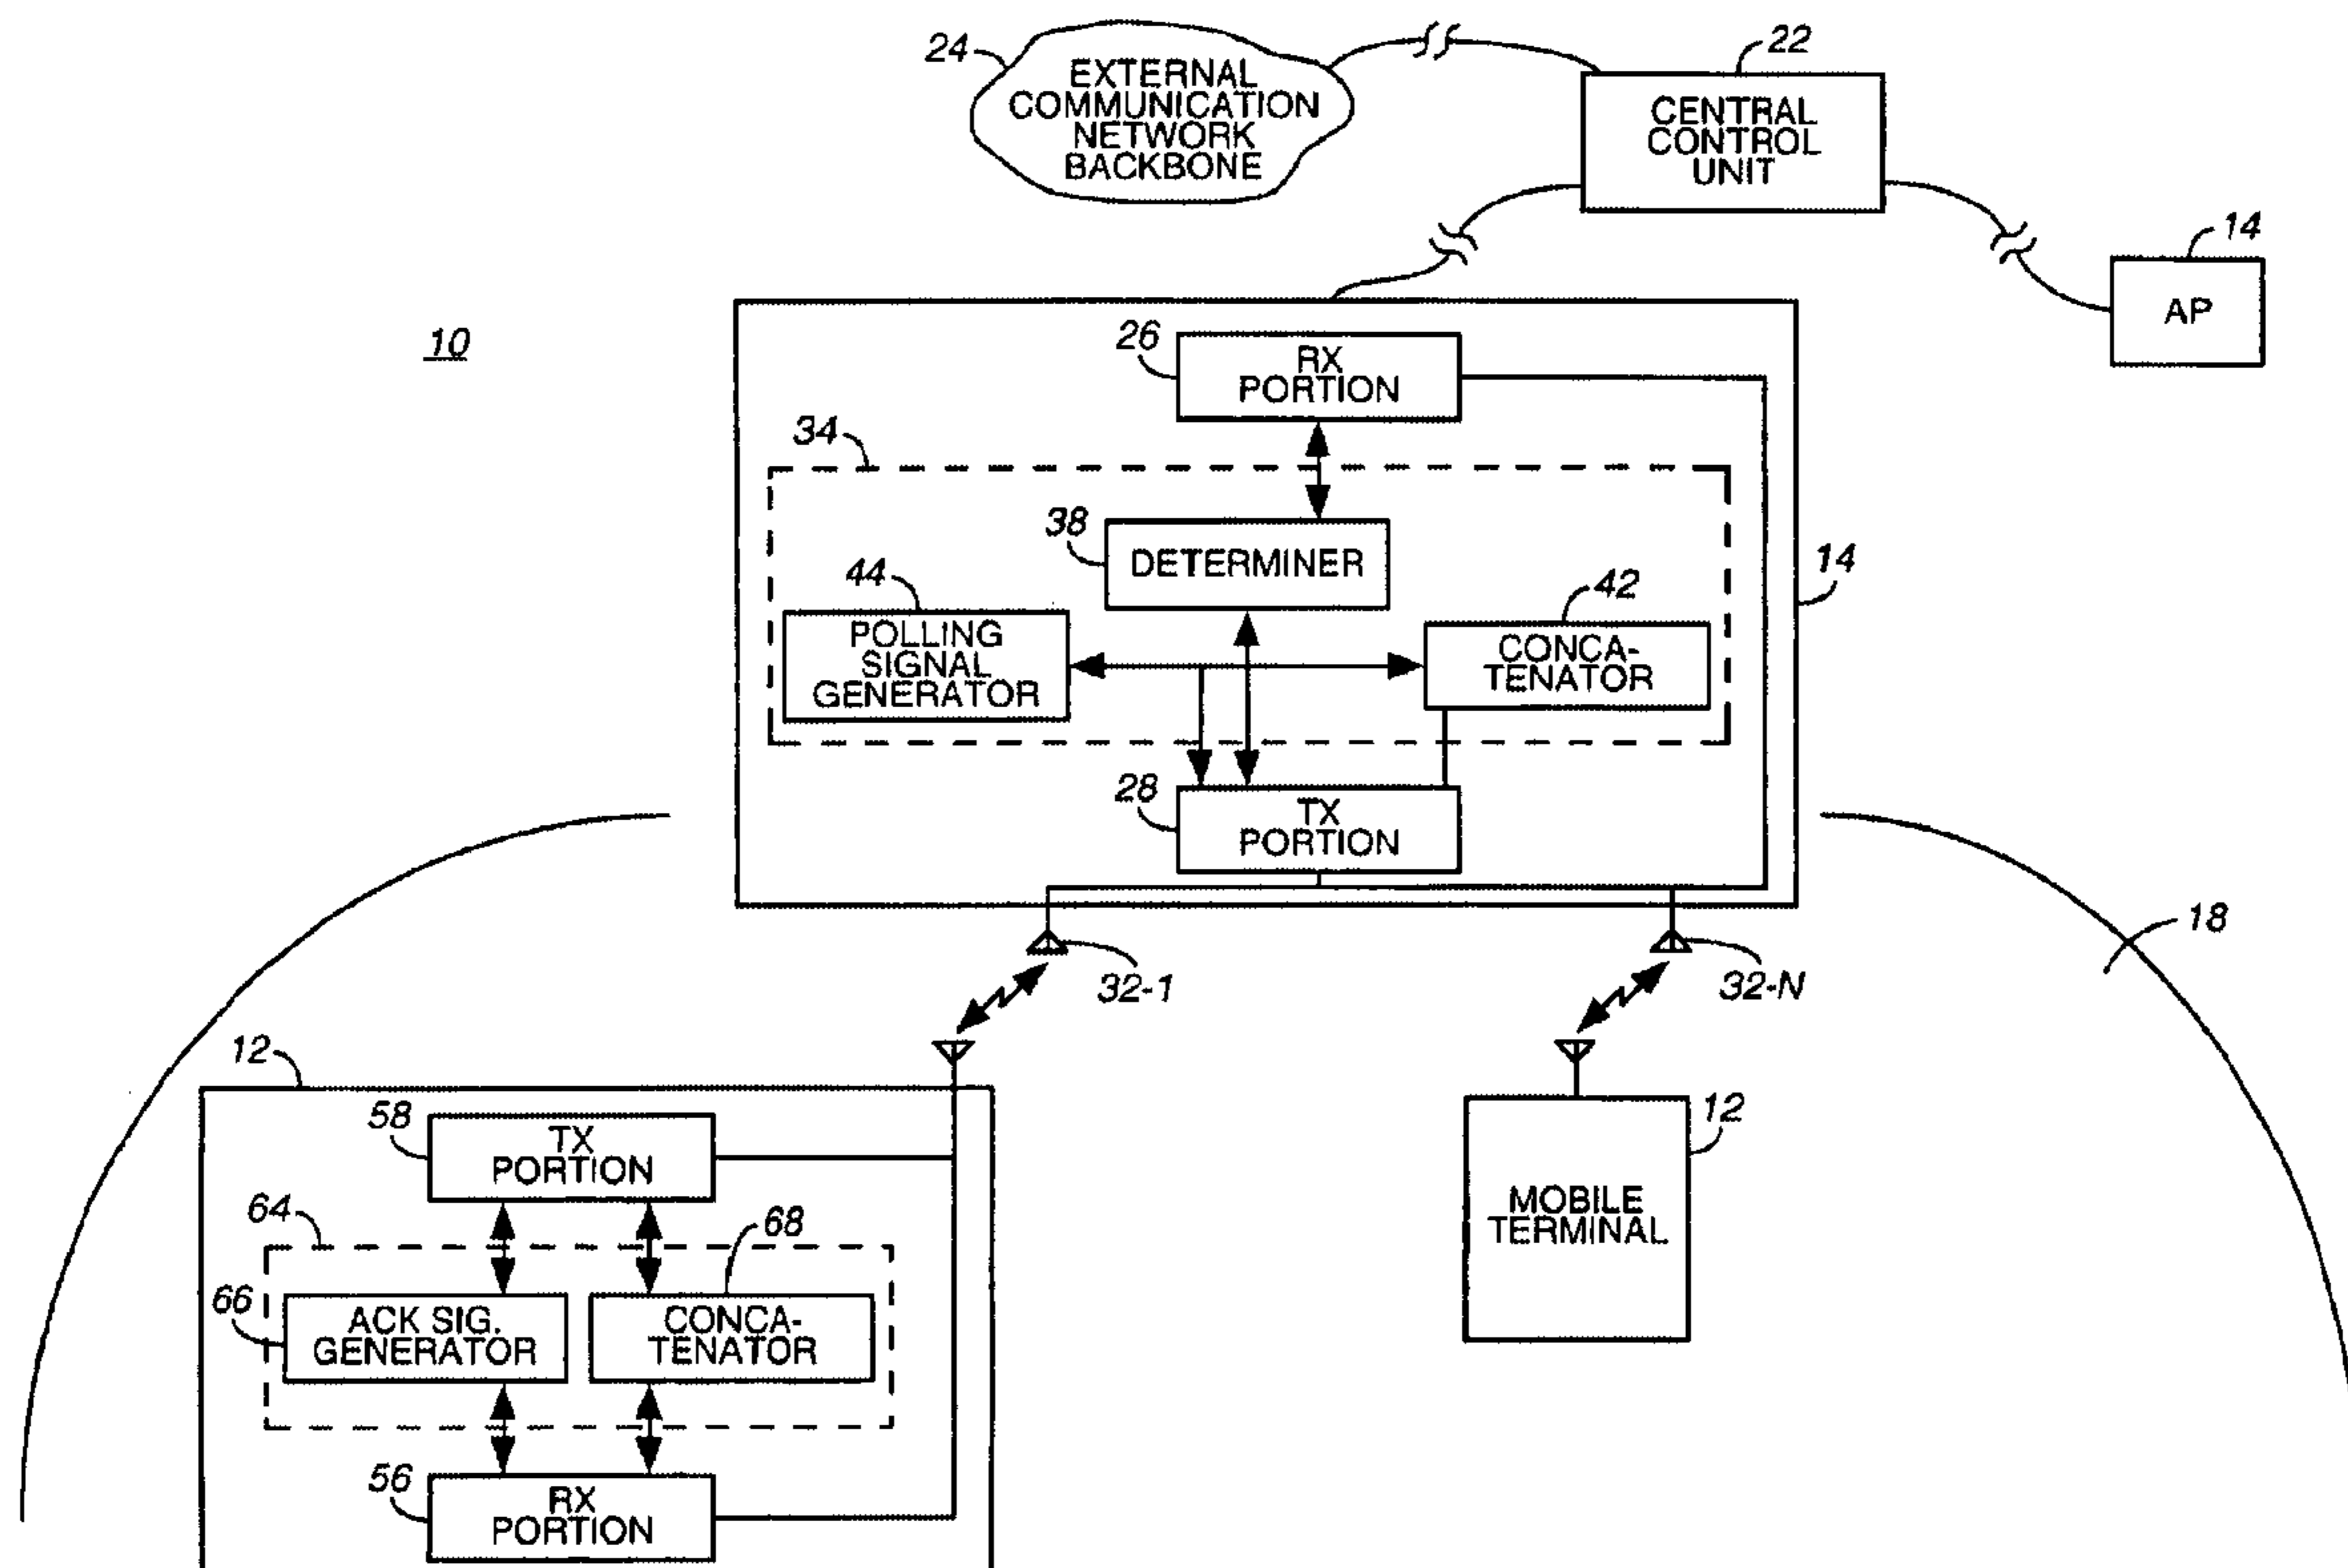 24
EXTERNAL
COMMUNICATION
NETWORK
BACKBONE
22
CENTRAL
CONTROL
UNIT
14
AP
10
26
RX
PORTION
34
38
DETERMINER
14
44
POLLING
SIGNAL
GENERATOR
42
CONCA-
TENATOR
28
TX
PORTION
18
32-1
32-N
12
58
TX
PORTION
12
MOBILE
TERMINAL
64
68
66
ACK SIG.
GENERATOR
CONCA-
TENATOR
56
RX
PORTION